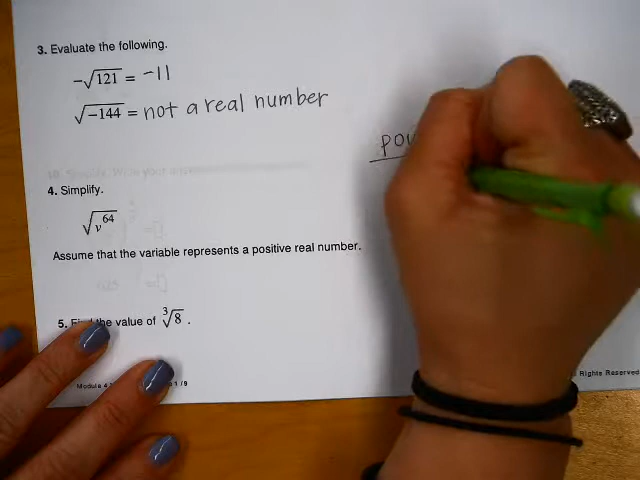 3. Evaluate the following.
-√121 = -11
√-144 = not a real number
4. Simplify.
√v^64
Assume that the variable represents a positive real number.
5. the value of ∛8 .
Rights Reserved